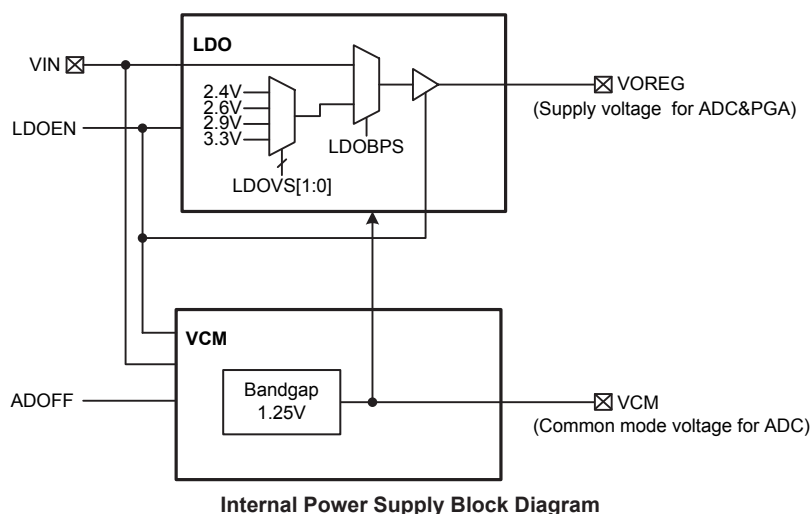 LDO
VIN
2.4V
2.6V
2.9V
3.3V
VOREG
(Supply voltage for ADC&PGA)
LDOEN
LDOBPS
LDOVS[1:0]
VCM
Bandgap
1.25V
ADOFF
VCM
(Common mode voltage for ADC)
Internal Power Supply Block Diagram